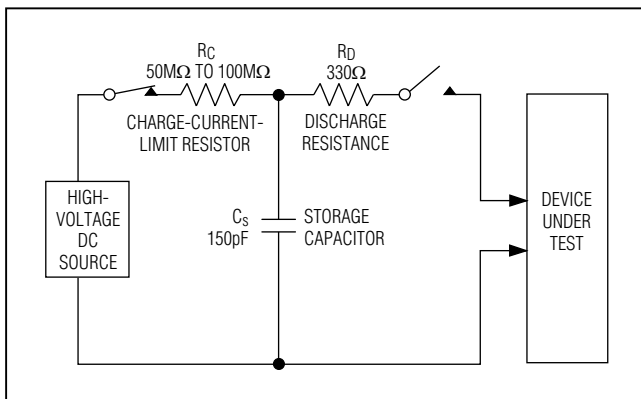 RC
50MΩ TO 100MΩ
CHARGE-CURRENT-
LIMIT RESISTOR
RD
330Ω
DISCHARGE
RESISTANCE
HIGH-
VOLTAGE
DC
SOURCE
Cs
150pF
STORAGE
CAPACITOR
DEVICE
UNDER
TEST